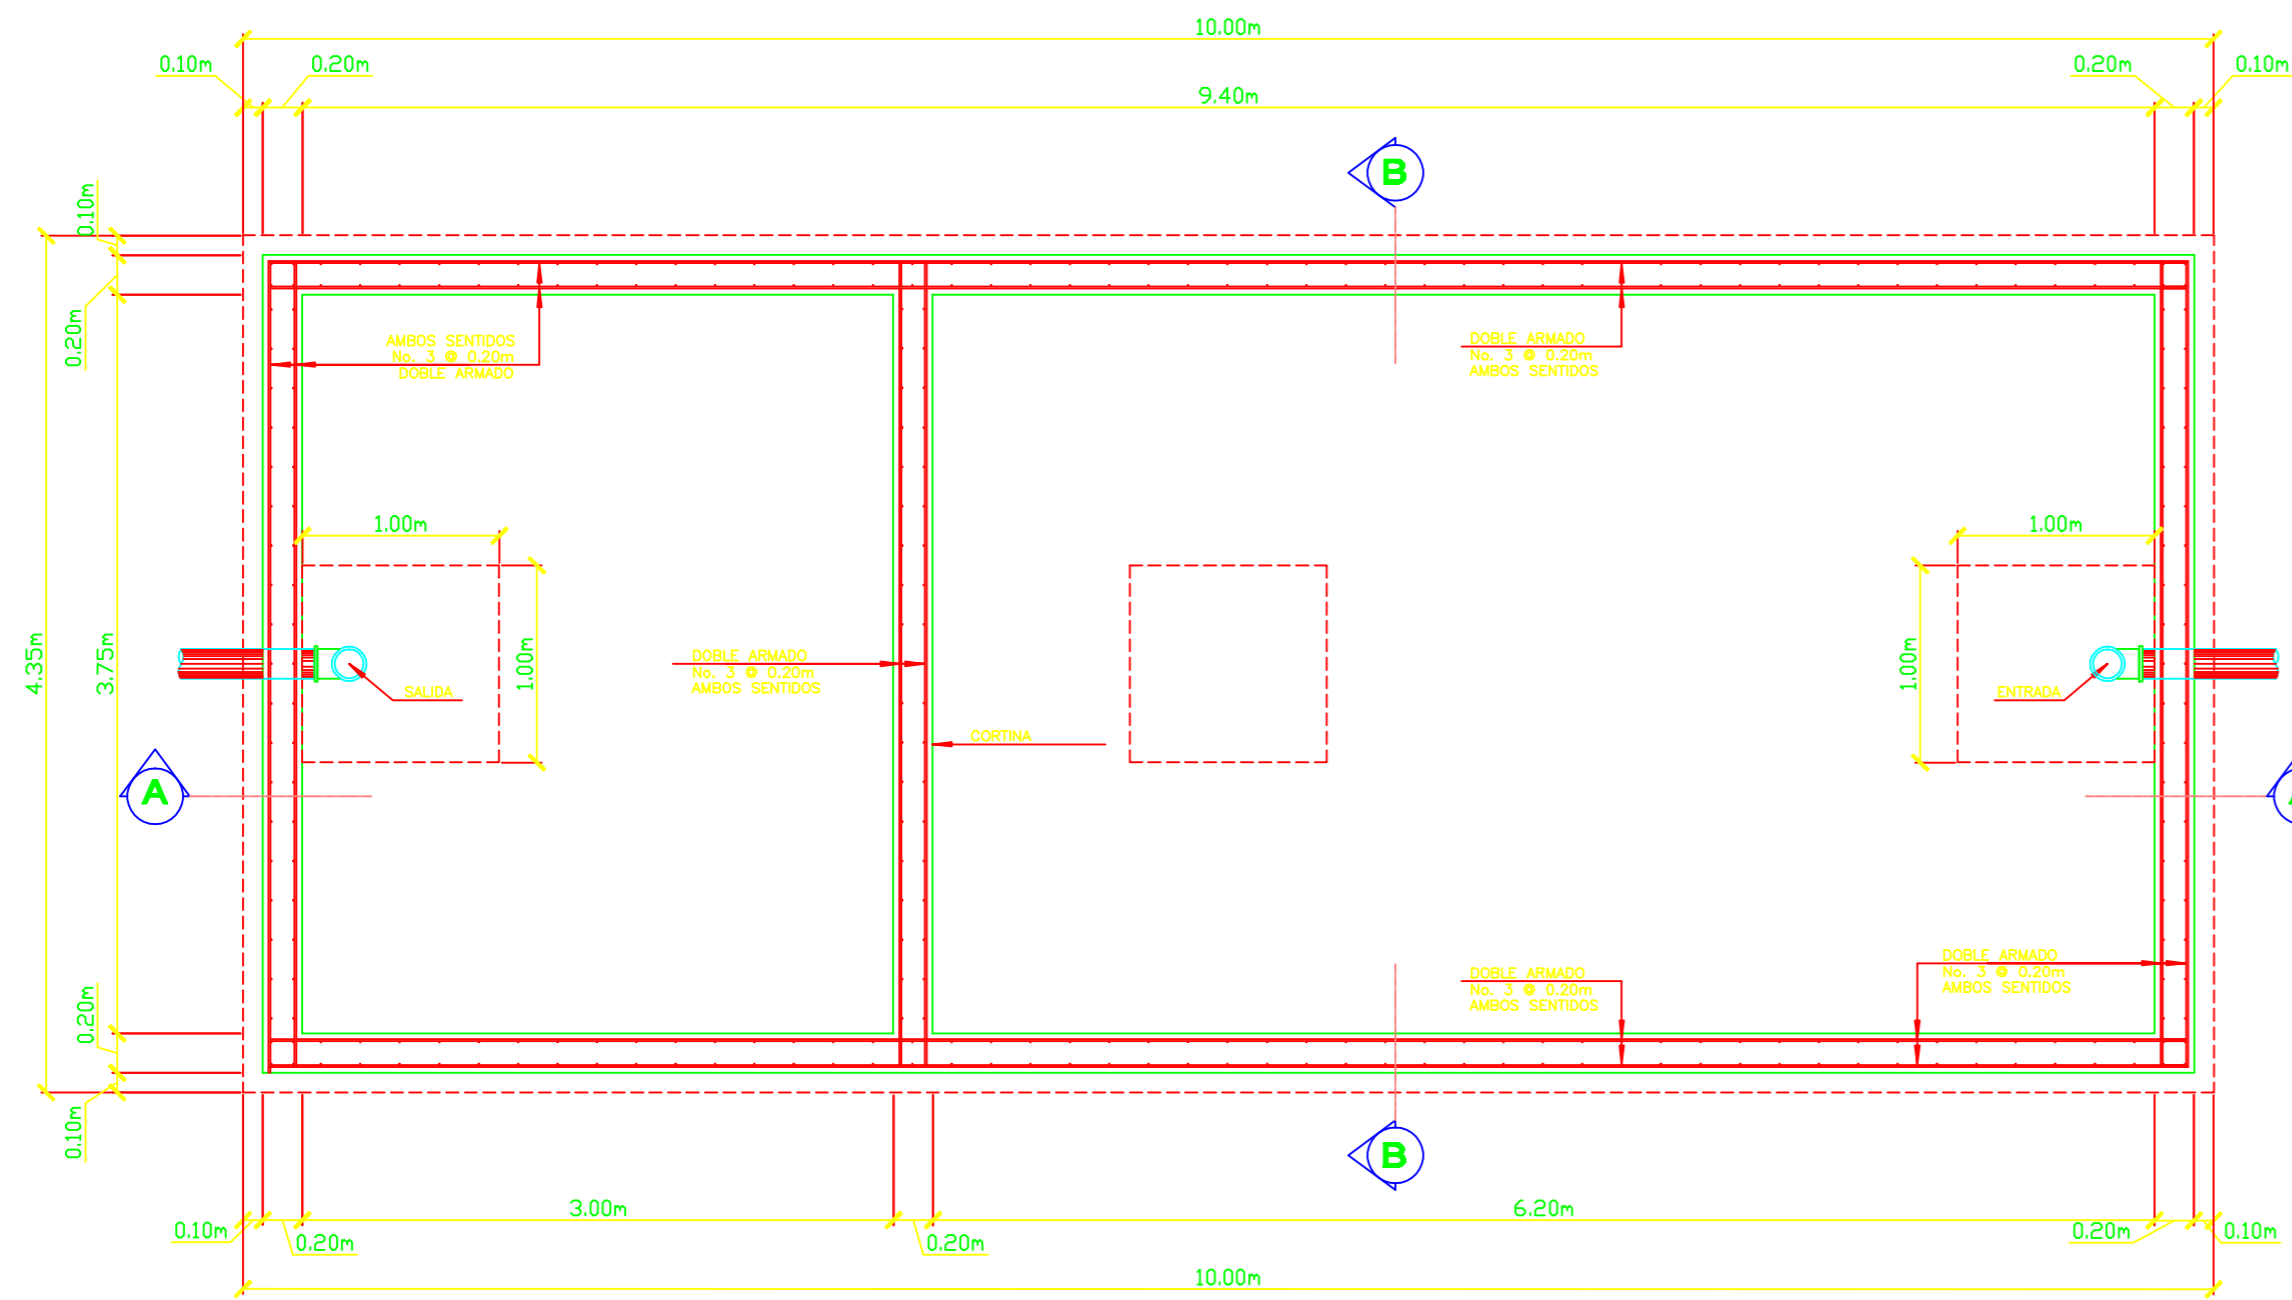 10.00m
0.10m
0.20m
9.40m
0.20m
0.10m
B
0.10m
0.20m
AMBOS SENTIDOS
No. 3 @ 0.20m
DOBLE ARMADO
DOBLE ARMADO
No. 3 @ 0.20m
AMBOS SENTIDOS
1.00m
1.00m
4.35m
3.75m
1.00m
DOBLE ARMADO
No. 3 @ 0.20m
AMBOS SENTIDOS
1.00m
SALIDA
ENTRADA
CORTINA
A
DOBLE ARMADO
No. 3 @ 0.20m
AMBOS SENTIDOS
DOBLE ARMADO
No. 3 @ 0.20m
AMBOS SENTIDOS
0.20m
0.10m
B
3.00m
6.20m
0.10m
0.20m
0.20m
0.20m
0.10m
10.00m